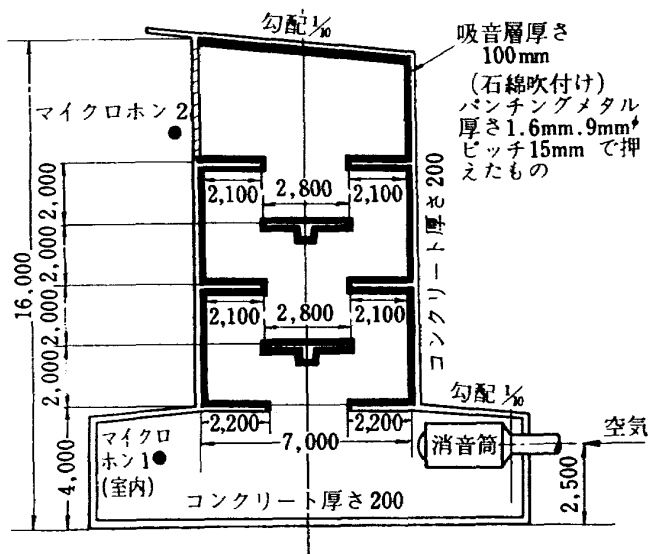 勾配 1/10
吸音層厚さ
100mm
(石綿吹付け)
パンチングメタル
厚さ1.6mm.9mmφ
ピッチ15mm で押
えたもの
マイクロホン2
2,100
2,800
2,100
2,000
2,000
2,000
2,000
16,000
コンクリート厚さ200
2,100
2,800
2,100
勾配 1/10
2,200
7,000
2,200
4,000
マイクロ
ホン1
(室内)
消音筒
空気
2,500
コンクリート厚さ200